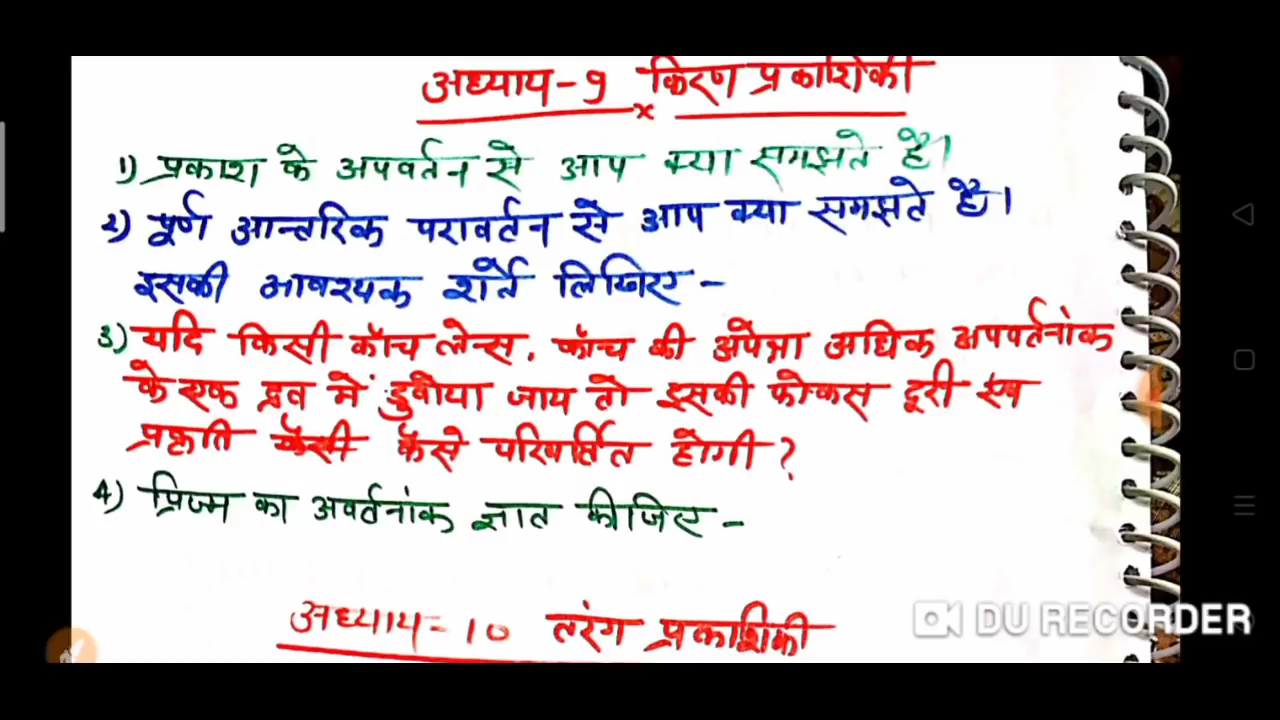 अध्याय-9 किरण प्रकाशिकी
1) प्रकाश के अपवर्तन से आप क्या समझते है।
2) पूर्ण आन्तरिक परावर्तन से आप क्या समझते है।
इसकी आवश्यक शर्ते लिखिए -
3) यदि किसी कॉच लेन्स. कॉच की अपेक्षा अधिक अपवर्तनांक
के एक द्रव में डुबोया जाय तो इसकी फोकस दूरी एव
प्रकृति कैसे परिवर्तित होगी?
4) प्रिज्म का अवर्तनांक ज्ञात कीजिए -
अध्याय-10 तरंग प्रकाशिकी
DU RECORDER